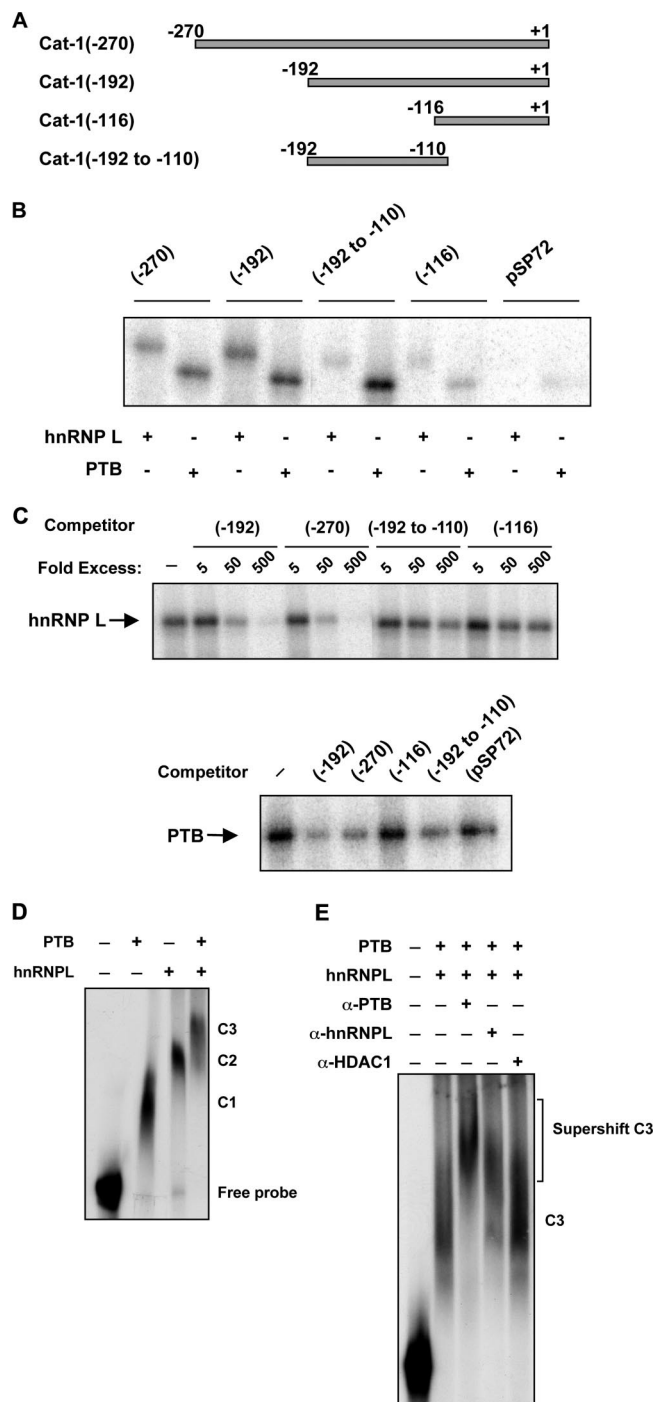 A
Cat-1(-270) -270 +1
Cat-1(-192) -192 +1
Cat-1(-116) -116 +1
Cat-1(-192 to -110) -192 -110
B
(-270) (-192) (-192 to -110) (-116) pSP72
hnRNP L + - + - + - + - + -
PTB - + - + - + - + - +
C
Competitor (-192) (-270) (-192 to -110) (-116)
Fold Excess: – 5 50 500 5 50 500 5 50 500 5 50 500
hnRNP L
Competitor – (-192) (-270) (-116) (-192 to -110) (pSP72)
PTB
D
PTB – + – +
hnRNPL – – + +
C3
C2
C1
Free probe
E
PTB – + + + +
hnRNPL – + + + +
α-PTB – – + – –
α-hnRNPL – – – + –
α-HDAC1 – – – – +
Supershift C3
C3